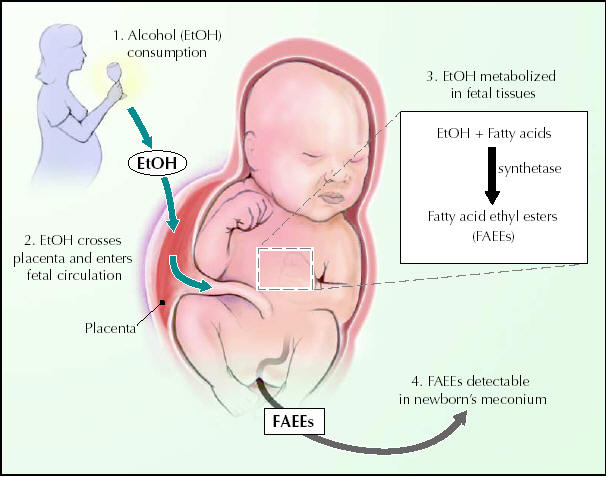 1. Alcohol (EtOH)
consumption
EtOH
2. EtOH crosses
placenta and enters
fetal circulation
Placenta
3. EtOH metabolized
in fetal tissues
EtOH + Fatty acids
synthetase
Fatty acid ethyl esters
(FAEEs)
4. FAEEs detectable
in newborn's meconium
FAEEs